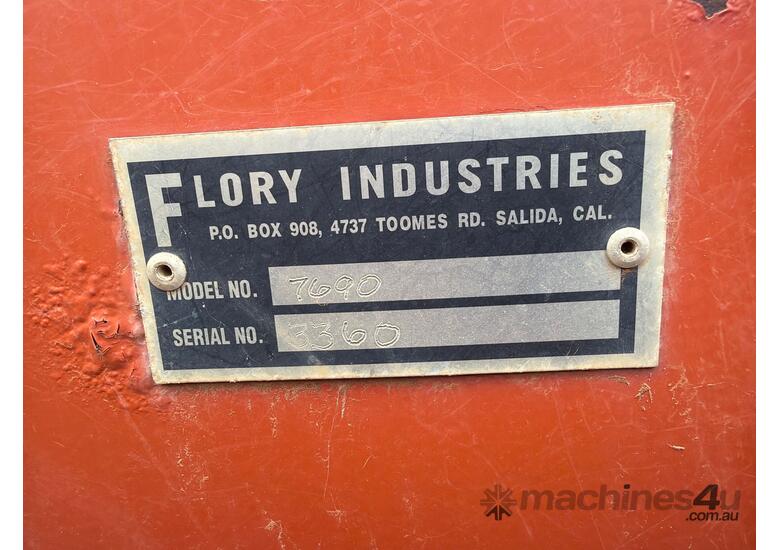 FLORY INDUSTRIES
P.O. BOX 908, 4737 TOOMES RD. SALIDA, CAL.
MODEL NO. 7690
SERIAL NO. 3360
machines4u
.com.au